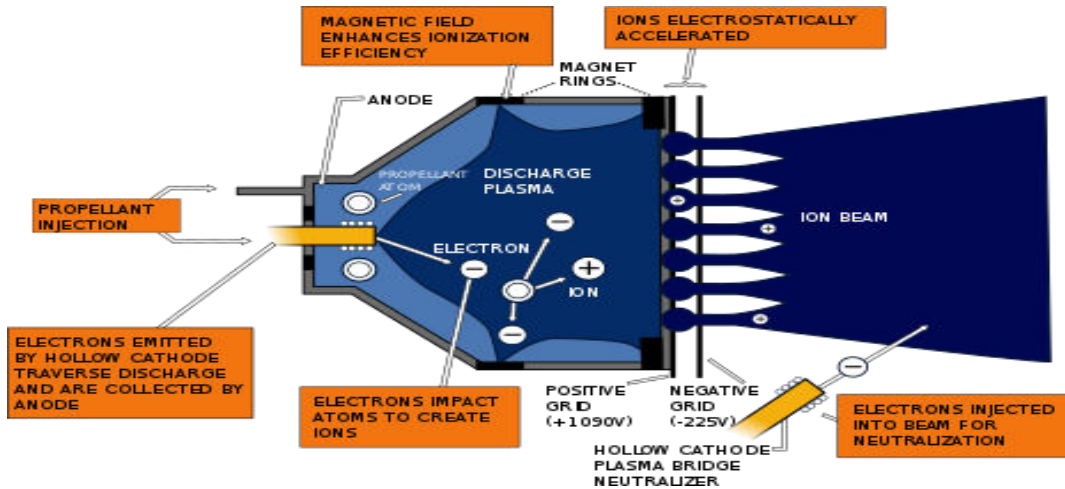 MAGNETIC FIELD
ENHANCES IONIZATION
EFFICIENCY
IONS ELECTROSTATICALLY
ACCELERATED
MAGNET
RINGS
ANODE
PROPELLANT
ATOM
DISCHARGE
PLASMA
PROPELLANT
INJECTION
ELECTRON
ION
ION BEAM
+
+
+
−
−
+
−
−
ELECTRONS EMITTED
BY HOLLOW CATHODE
TRAVERSE DISCHARGE
AND ARE COLLECTED BY
ANODE
ELECTRONS IMPACT
ATOMS TO CREATE
IONS
POSITIVE
GRID
(+1090V)
NEGATIVE
GRID
(-225V)
HOLLOW CATHODE
PLASMA BRIDGE
NEUTRALIZER
ELECTRONS INJECTED
INTO BEAM FOR
NEUTRALIZATION